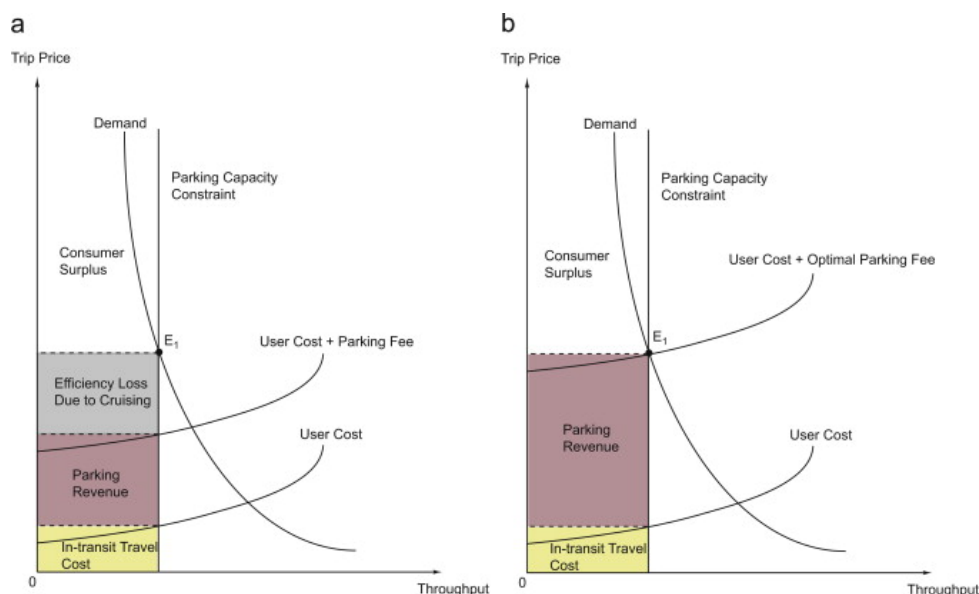 a
Trip Price
Demand
Parking Capacity
Constraint
Consumer
Surplus
E1
User Cost + Parking Fee
Efficiency Loss
Due to Cruising
User Cost
Parking
Revenue
In-transit Travel
Cost
0
Throughput
b
Trip Price
Demand
Parking Capacity
Constraint
Consumer
Surplus
User Cost + Optimal Parking Fee
E1
Parking
Revenue
User Cost
In-transit Travel
Cost
0
Throughput